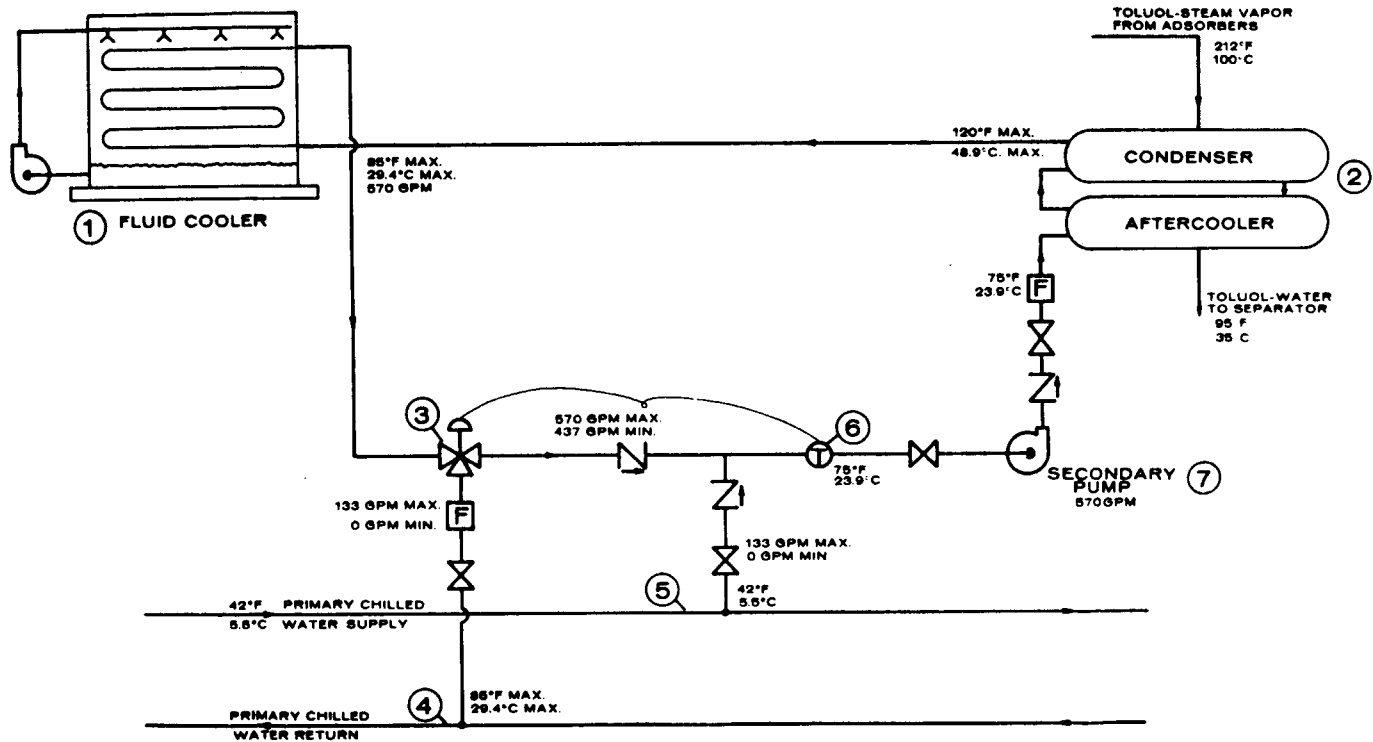 TOLUOL-STEAM VAPOR
FROM ADSORBERS
212°F
100°C
120°F MAX.
48.9°C. MAX.
CONDENSER
2
85°F MAX.
29.4°C MAX.
570 GPM
1 FLUID COOLER
AFTERCOOLER
75°F
23.9°C
F
TOLUOL-WATER
TO SEPARATOR
95 F
35 C
3
570 GPM MAX.
437 GPM MIN.
6
T
75°F
23.9°C
SECONDARY
PUMP
570GPM
7
133 GPM MAX.
0 GPM MIN.
F
133 GPM MAX.
0 GPM MIN
5
42°F
5.5°C
42°F PRIMARY CHILLED
5.5°C WATER SUPPLY
4
85°F MAX.
29.4°C MAX.
PRIMARY CHILLED
WATER RETURN